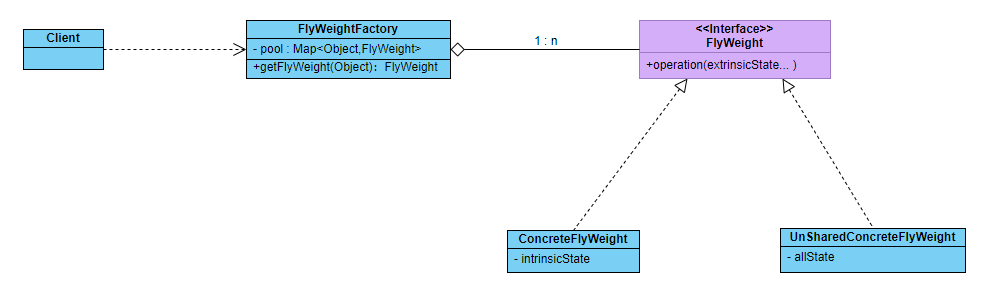 Client
FlyWeightFactory
- pool : Map<Object,FlyWeight>
+getFlyWeight(Object)：FlyWeight
1 : n
<<Interface>>
FlyWeight
+operation(extrinsicState... )
ConcreteFlyWeight
- intrinsicState
UnSharedConcreteFlyWeight
- allState